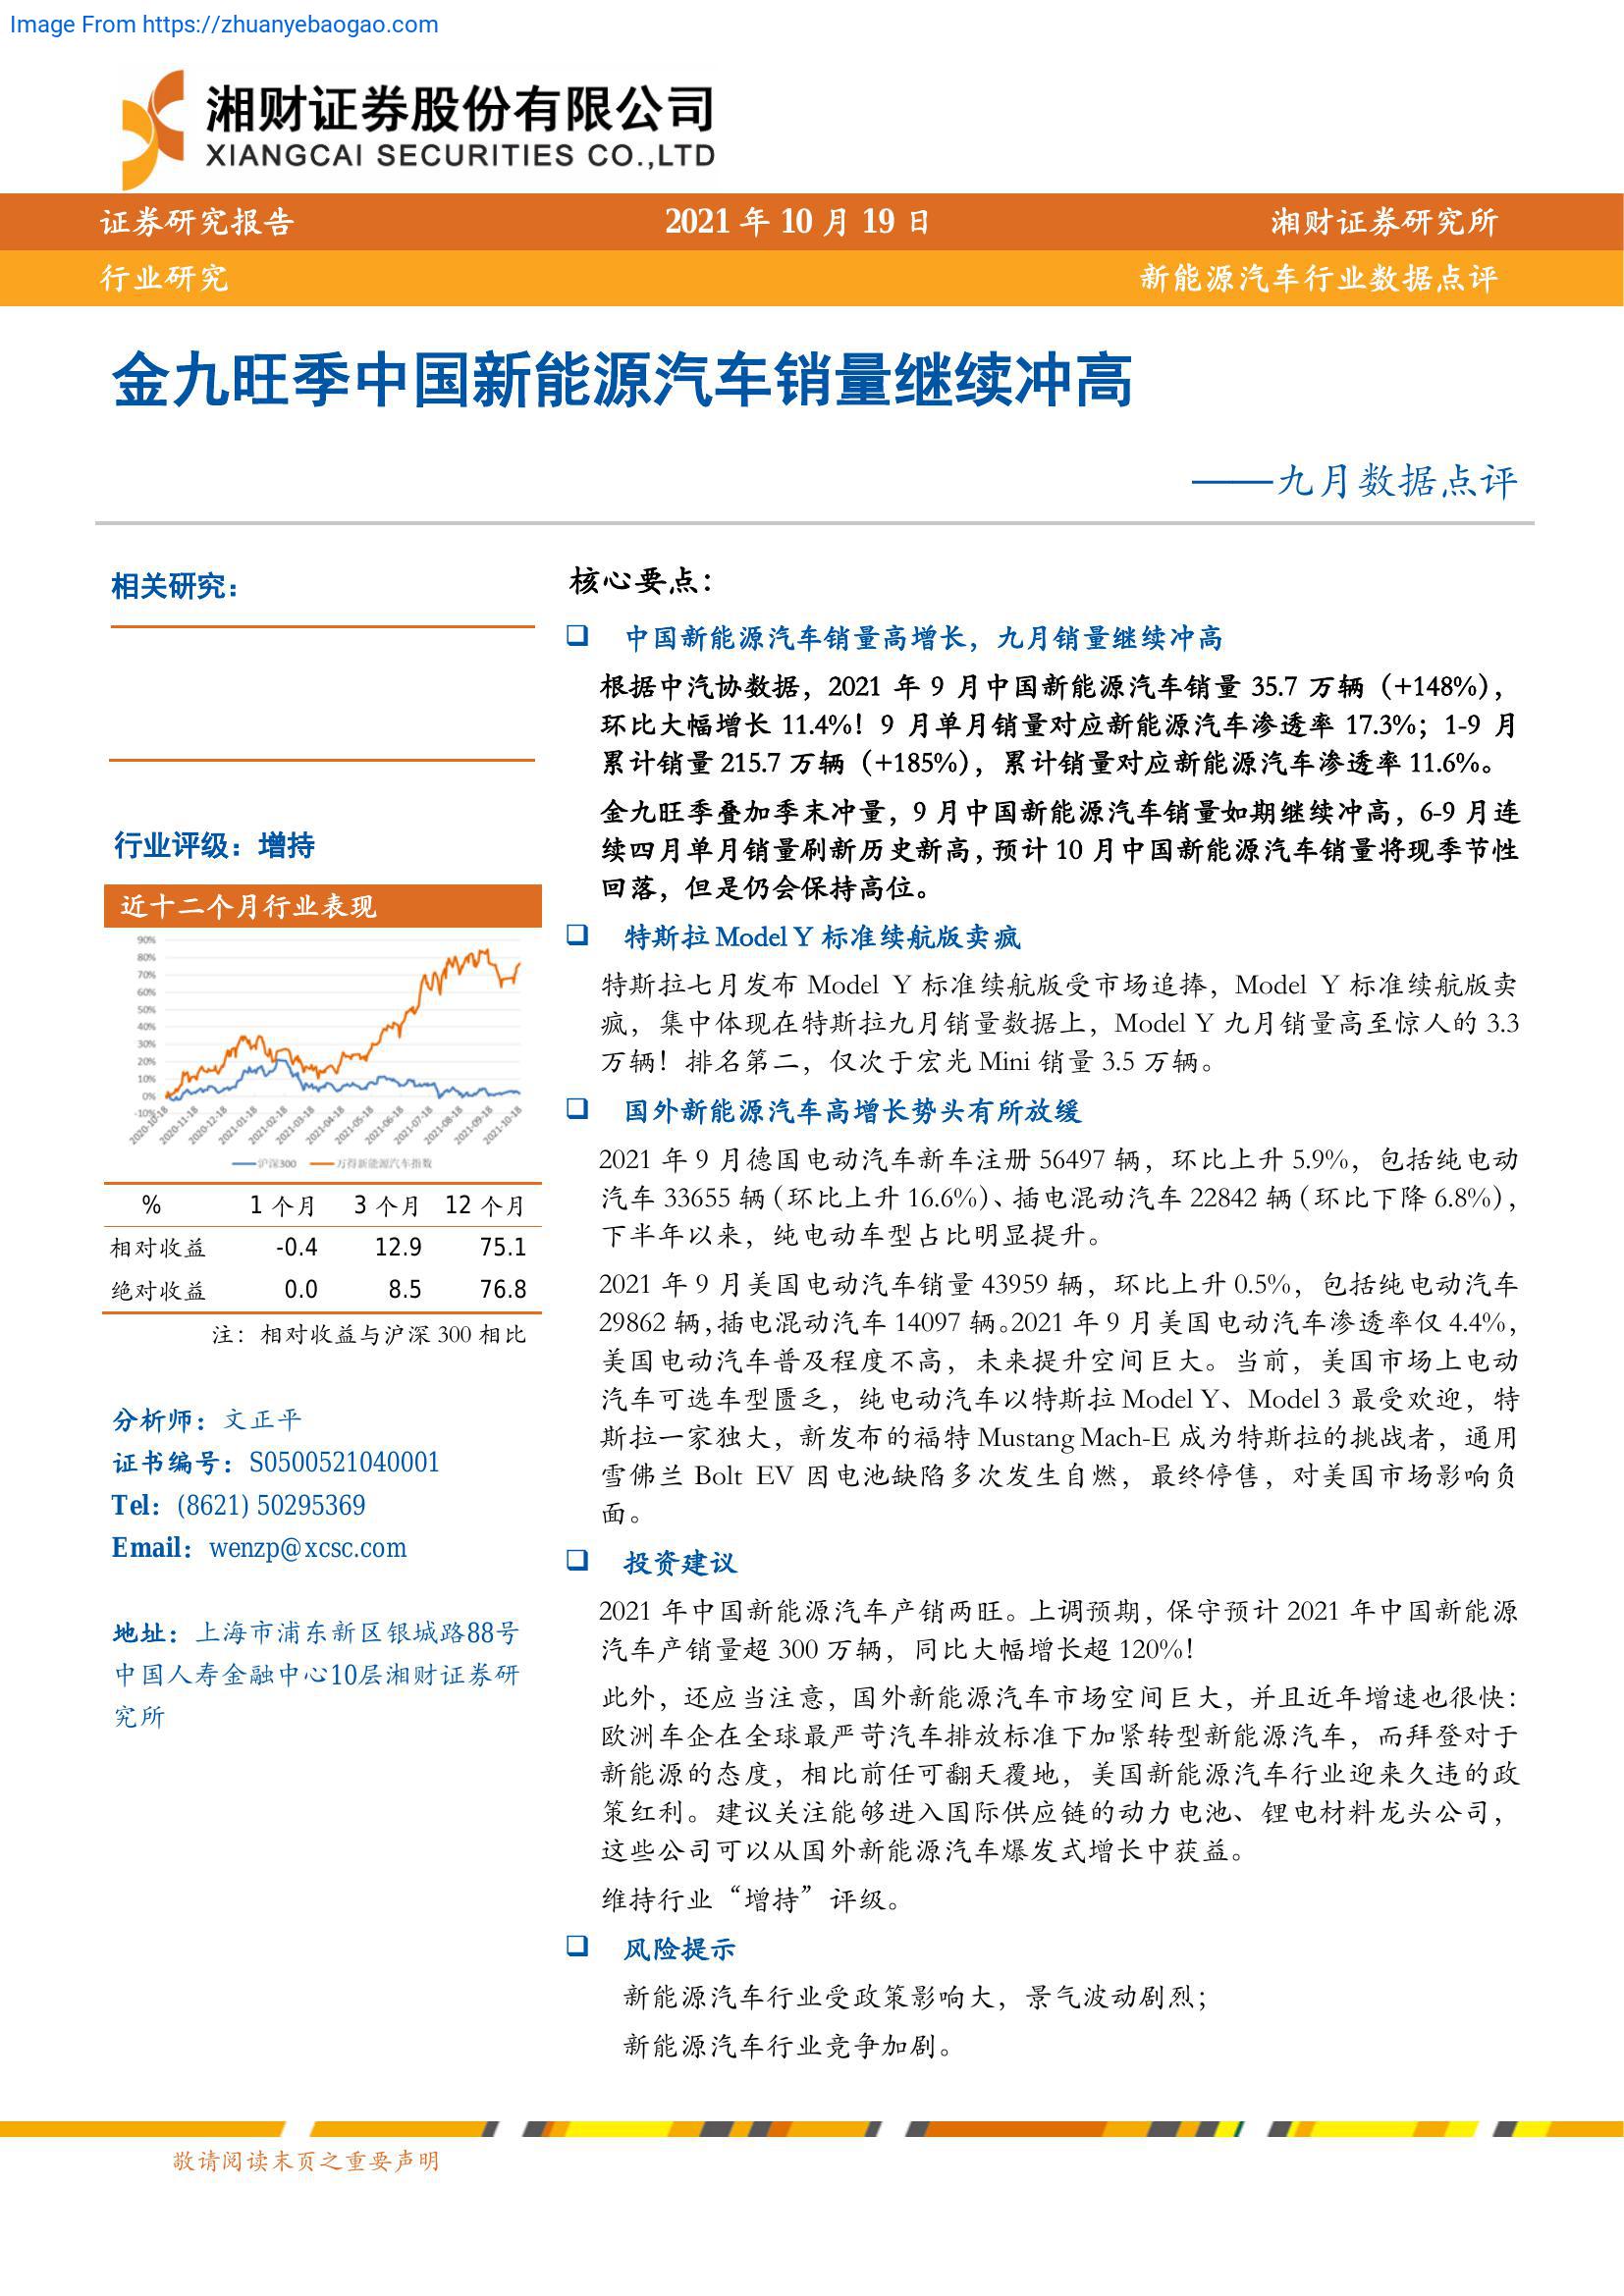 Image From https://zhuanyebaogao.com
湘财证券股份有限公司
XIANGCAI SECURITIES CO.,LTD
证券研究报告 2021 年 10 月 19 日 湘财证券研究所
行业研究 新能源汽车行业数据点评
金九旺季中国新能源汽车销量继续冲高
——九月数据点评
相关研究：
行业评级：增持
近十二个月行业表现
90%
80%
70%
60%
50%
40%
30%
20%
10%
0%
-10%
2020-10-18 2020-11-18 2020-12-18 2021-01-18 2021-02-18 2021-03-18 2021-04-18 2021-05-18 2021-06-18 2021-07-18 2021-08-18 2021-09-18 2021-10-18
沪深300 万得新能源汽车指数
% 1 个月 3 个月 12 个月
相对收益 -0.4 12.9 75.1
绝对收益 0.0 8.5 76.8
注：相对收益与沪深 300 相比
分析师：文正平
证书编号：S0500521040001
Tel：(8621) 50295369
Email：wenzp@xcsc.com
地址：上海市浦东新区银城路88号
中国人寿金融中心10层湘财证券研
究所
核心要点：
❑ 中国新能源汽车销量高增长，九月销量继续冲高
根据中汽协数据，2021 年 9 月中国新能源汽车销量 35.7 万辆（+148%），
环比大幅增长 11.4%！9 月单月销量对应新能源汽车渗透率 17.3%；1-9 月
累计销量 215.7 万辆（+185%），累计销量对应新能源汽车渗透率 11.6%。
金九旺季叠加季末冲量，9 月中国新能源汽车销量如期继续冲高，6-9 月连
续四月单月销量刷新历史新高，预计 10 月中国新能源汽车销量将现季节性
回落，但是仍会保持高位。
❑ 特斯拉 Model Y 标准续航版卖疯
特斯拉七月发布 Model Y 标准续航版受市场追捧，Model Y 标准续航版卖
疯，集中体现在特斯拉九月销量数据上，Model Y 九月销量高至惊人的 3.3
万辆！排名第二，仅次于宏光 Mini 销量 3.5 万辆。
❑ 国外新能源汽车高增长势头有所放缓
2021 年 9 月德国电动汽车新车注册 56497 辆，环比上升 5.9%，包括纯电动
汽车 33655 辆（环比上升 16.6%）、插电混动汽车 22842 辆（环比下降 6.8%），
下半年以来，纯电动车型占比明显提升。
2021 年 9 月美国电动汽车销量 43959 辆，环比上升 0.5%，包括纯电动汽车
29862 辆，插电混动汽车 14097 辆。2021 年 9 月美国电动汽车渗透率仅 4.4%，
美国电动汽车普及程度不高，未来提升空间巨大。当前，美国市场上电动
汽车可选车型匮乏，纯电动汽车以特斯拉 Model Y、Model 3 最受欢迎，特
斯拉一家独大，新发布的福特 Mustang Mach-E 成为特斯拉的挑战者，通用
雪佛兰 Bolt EV 因电池缺陷多次发生自燃，最终停售，对美国市场影响负
面。
❑ 投资建议
2021 年中国新能源汽车产销两旺。上调预期，保守预计 2021 年中国新能源
汽车产销量超 300 万辆，同比大幅增长超 120%！
此外，还应当注意，国外新能源汽车市场空间巨大，并且近年增速也很快：
欧洲车企在全球最严苛汽车排放标准下加紧转型新能源汽车，而拜登对于
新能源的态度，相比前任可翻天覆地，美国新能源汽车行业迎来久违的政
策红利。建议关注能够进入国际供应链的动力电池、锂电材料龙头公司，
这些公司可以从国外新能源汽车爆发式增长中获益。
维持行业“增持”评级。
❑ 风险提示
新能源汽车行业受政策影响大，景气波动剧烈；
新能源汽车行业竞争加剧。
敬请阅读末页之重要声明